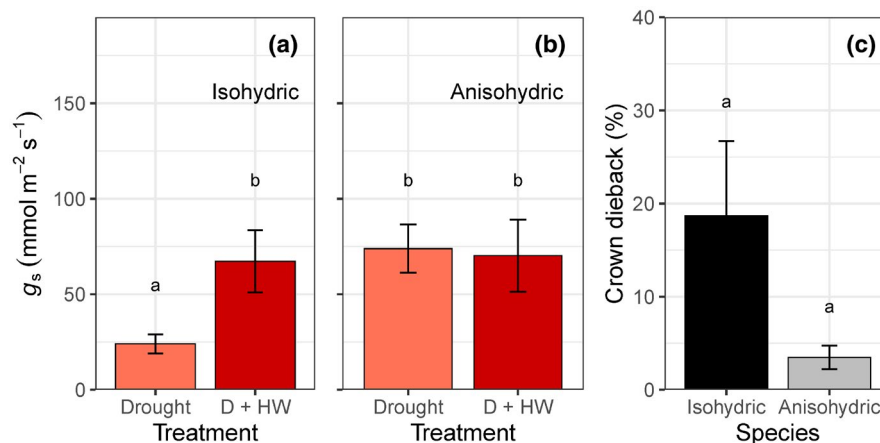 (a)
Isohydric
gs (mmol m⁻² s⁻¹)
150
100
50
0
a
b
Drought D + HW
Treatment
(b)
Anisohydric
b b
Drought D + HW
Treatment
(c)
Crown dieback (%)
40
30
20
10
0
a
a
Isohydric Anisohydric
Species